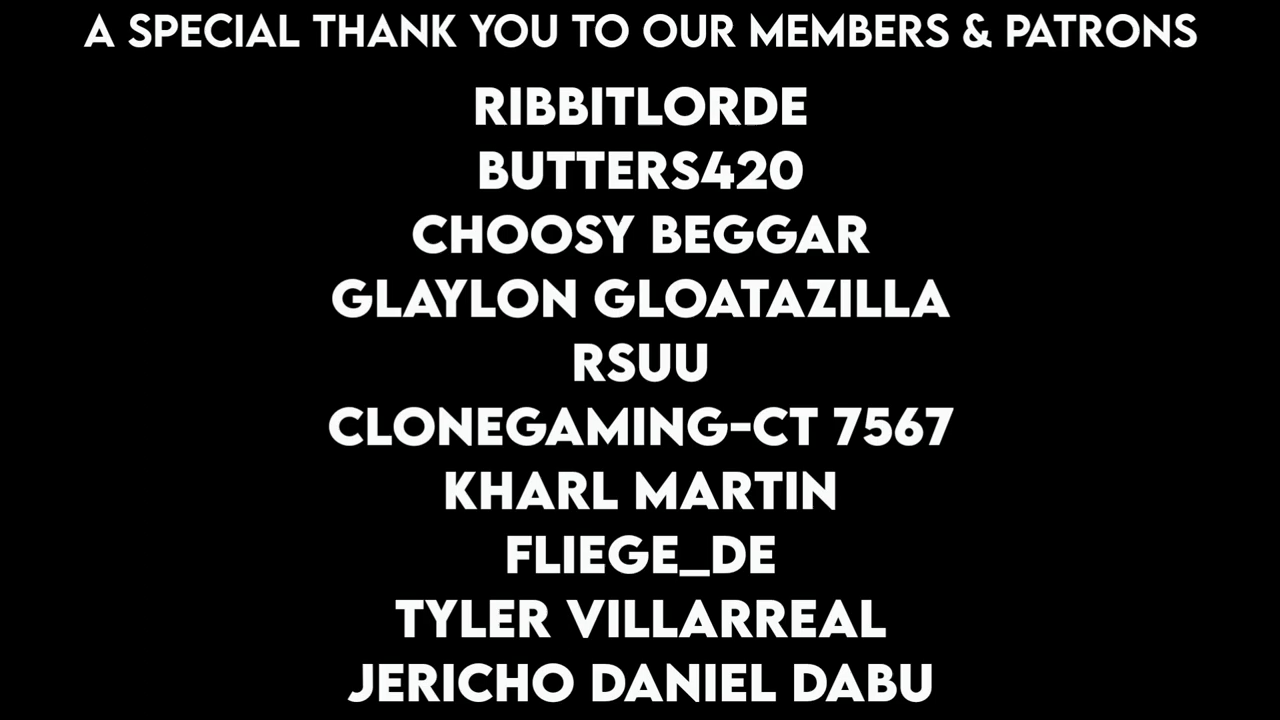 A SPECIAL THANK YOU TO OUR MEMBERS & PATRONS
RIBBITLORDE
BUTTERS420
CHOOSY BEGGAR
GLAYLON GLOATAZILLA
RSUU
CLONEGAMING-CT 7567
KHARL MARTIN
FLIEGE_DE
TYLER VILLARREAL
JERICHO DANIEL DABU